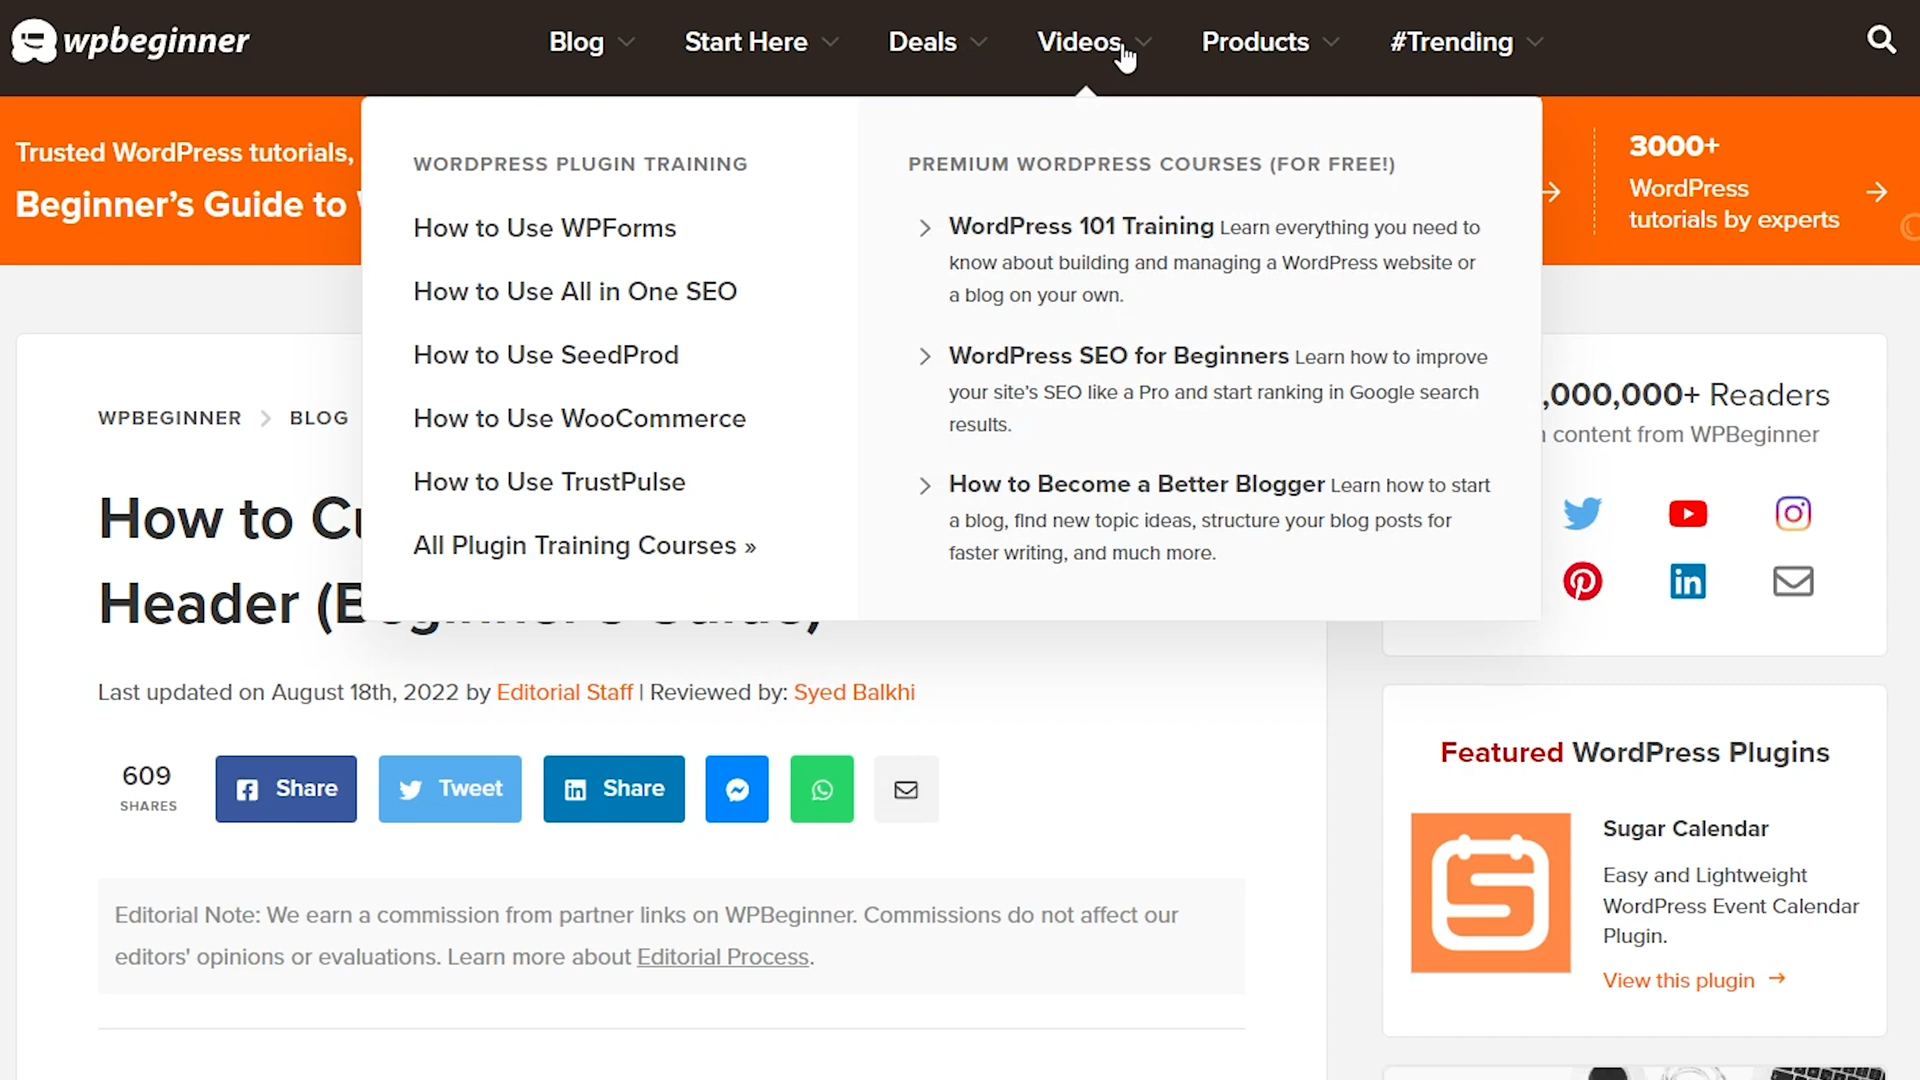 wpbeginner
Blog
Start Here
Deals
Videos
Products
#Trending
Trusted WordPress tutorials,
Beginner's Guide to
3000+
WordPress
tutorials by experts
WORDPRESS PLUGIN TRAINING
How to Use WPForms
How to Use All in One SEO
How to Use SeedProd
How to Use WooCommerce
How to Use TrustPulse
All Plugin Training Courses »
PREMIUM WORDPRESS COURSES (FOR FREE!)
WordPress 101 Training Learn everything you need to
know about building and managing a WordPress website or
a blog on your own.
WordPress SEO for Beginners Learn how to improve
your site's SEO like a Pro and start ranking in Google search
results.
How to Become a Better Blogger Learn how to start
a blog, find new topic ideas, structure your blog posts for
faster writing, and much more.
WPBEGINNER > BLOG
How to
Header
Last updated on August 18th, 2022 by Editorial Staff | Reviewed by: Syed Balkhi
609
SHARES
Share
Tweet
Share
Editorial Note: We earn a commission from partner links on WPBeginner. Commissions do not affect our
editors' opinions or evaluations. Learn more about Editorial Process.
,000,000+ Readers
content from WPBeginner
Featured WordPress Plugins
Sugar Calendar
Easy and Lightweight
WordPress Event Calendar
Plugin.
View this plugin →